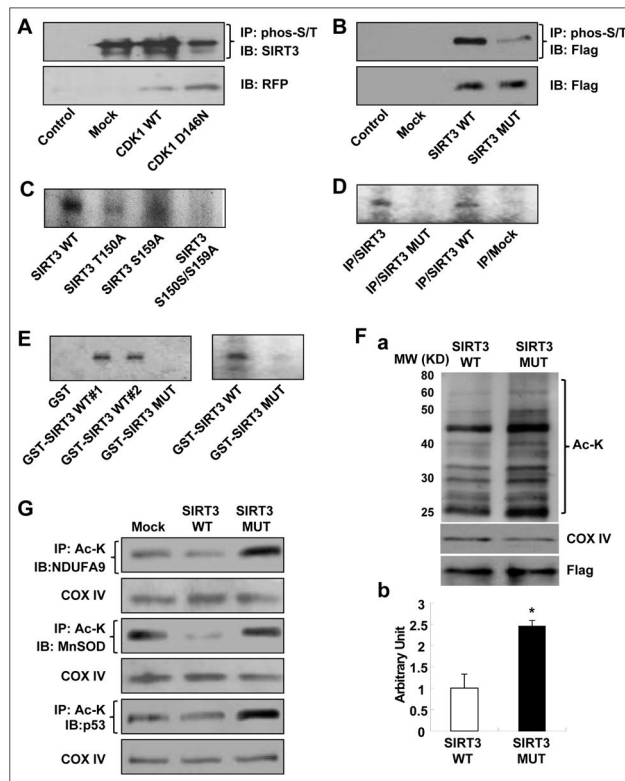 A
IP: phos-S/T
IB: SIRT3
IB: RFP
Control
Mock
CDK1 WT
CDK1 D146N
B
IP: phos-S/T
IB: Flag
IB: Flag
Control
Mock
SIRT3 WT
SIRT3 MUT
C
SIRT3 WT
SIRT3 T150A
SIRT3 S159A
SIRT3
S150S/S159A
D
IP/SIRT3
IP/SIRT3 MUT
IP/SIRT3 WT
IP/Mock
E
GST
GST-SIRT3 WT#1
GST-SIRT3 WT#2
GST-SIRT3 MUT
GST-SIRT3 WT
GST-SIRT3 MUT
F
a
MW (KD)
SIRT3
WT
SIRT3
MUT
80
60
50
40
30
25
Ac-K
COX IV
Flag
b
Arbitrary Unit
3
2.5
2
1.5
1
0.5
0
*
SIRT3
WT
SIRT3
MUT
G
Mock
SIRT3
WT
SIRT3
MUT
IP: Ac-K
IB:NDUFA9
COX IV
IP: Ac-K
IB: MnSOD
COX IV
IP: Ac-K
IB:p53
COX IV